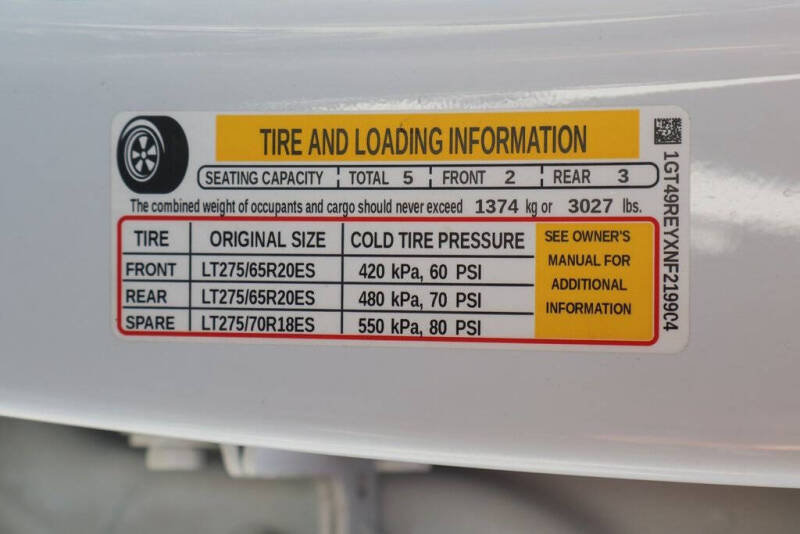 TIRE AND LOADING INFORMATION
SEATING CAPACITY TOTAL 5 FRONT 2 REAR 3
The combined weight of occupants and cargo should never exceed 1374 kg or 3027 lbs.
TIRE ORIGINAL SIZE COLD TIRE PRESSURE
FRONT LT275/65R20ES 420 kPa, 60 PSI
REAR LT275/65R20ES 480 kPa, 70 PSI
SPARE LT275/70R18ES 550 kPa, 80 PSI
SEE OWNER'S
MANUAL FOR
ADDITIONAL
INFORMATION
1GT49REYXNF219904